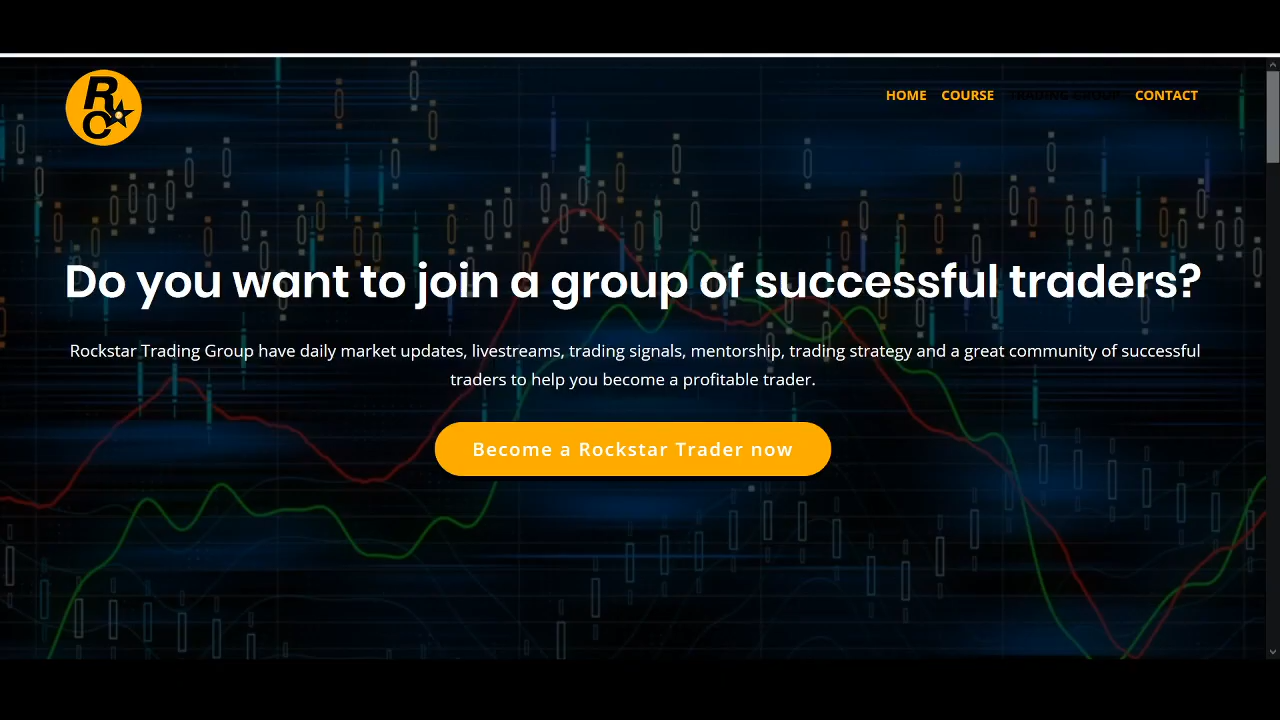 R
C
HOME COURSE TRADING GROUP CONTACT
Do you want to join a group of successful traders?
Rockstar Trading Group have daily market updates, livestreams, trading signals, mentorship, trading strategy and a great community of successful
traders to help you become a profitable trader.
Become a Rockstar Trader now